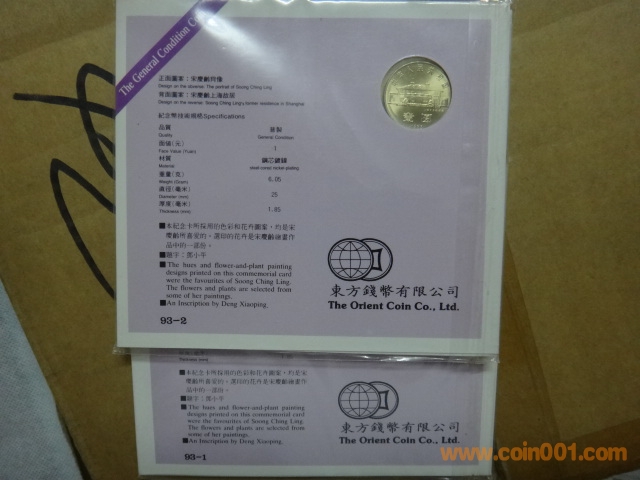 The General Condition
正面圖案：宋慶齡肖像
Design on the obverse: The portrait of Soong Ching Ling
背面圖案：宋慶齡上海故居
Design on the reverse: Soong Ching Ling's former residence in Shanghai
紀念幣技術規格Specifications
品質 普製
Quality General Condition
面值(元) 1
Face Value (Yuan)
材質 鋼芯鍍鎳
Material steel core/ nickel plating
重量(克) 6.05
Weight (Gram)
直徑(毫米) 25
Diameter (mm)
厚度(毫米) 1.85
Thickness (mm)
■本紀念卡所採用的色彩和花卉圖案，均是宋
慶齡所喜愛的。選印的花卉是宋慶齡繪畫作
品中的一部份。
■題字：鄧小平
■The hues and flower-and-plant painting
designs printed on this commemorial card
were the favourites of Soong Ching Ling.
The flowers and plants are selected from
some of her paintings.
■An Inscription by Deng Xiaoping.
93-2
東方錢幣有限公司
The Orient Coin Co., Ltd.
Thickness (mm)
■本紀念卡所採用的色彩和花卉圖案，均是宋
慶齡所喜愛的。選印的花卉是宋慶齡繪畫作
品中的一部份。
■題字：鄧小平
■The hues and flower-and-plant painting
designs printed on this commemorial card
were the favourites of Soong Ching Ling.
The flowers and plants are selected from
some of her paintings.
■An Inscription by Deng Xiaoping.
93-1
東方錢幣有限公司
The Orient Coin Co., Ltd.
www.coin001.com